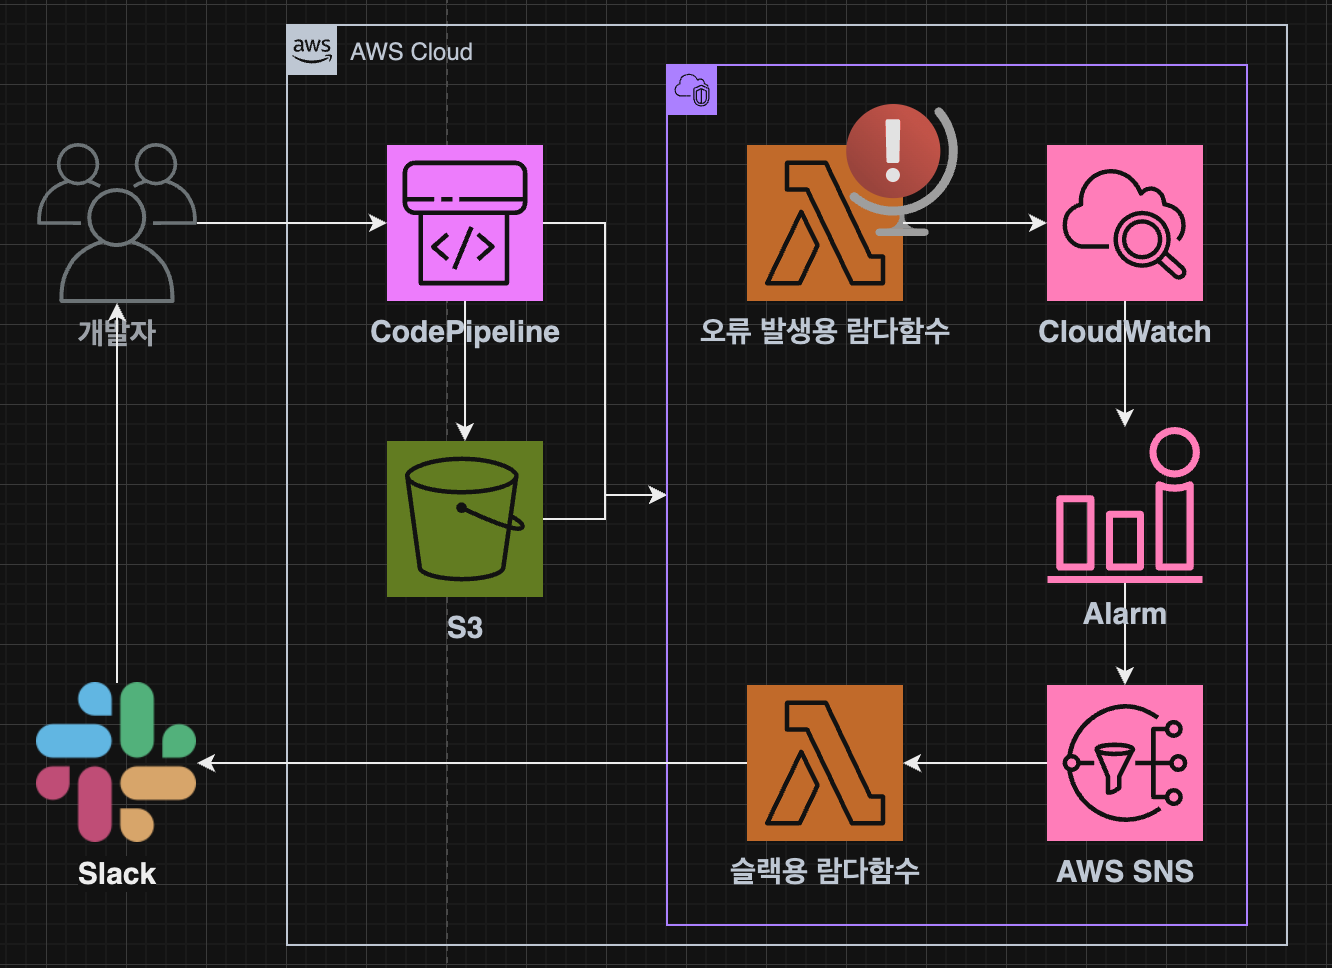 aws
AWS Cloud
개발자
CodePipeline
오류 발생용 람다함수
CloudWatch
S3
Alarm
Slack
슬랙용 람다함수
AWS SNS